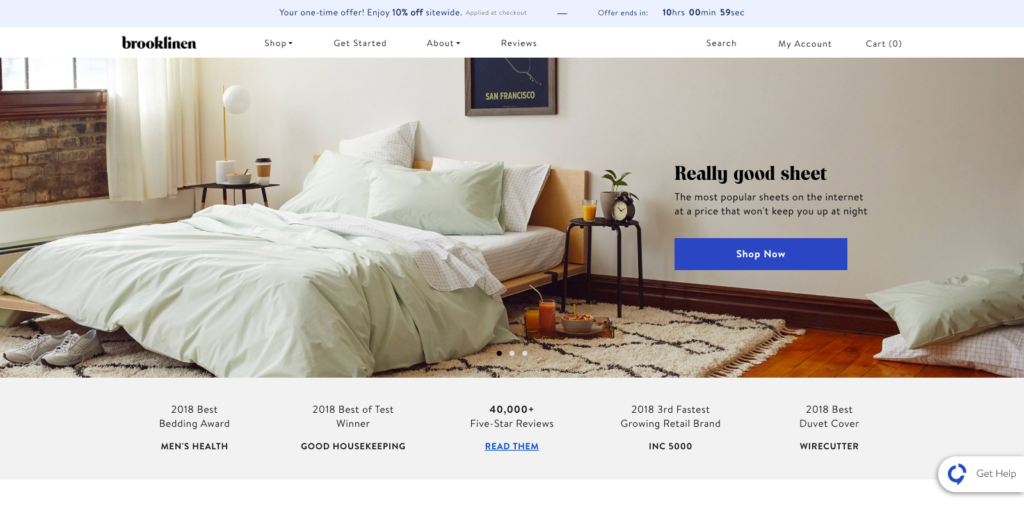 Your one-time offer! Enjoy 10% off sitewide. Applied at checkout — Offer ends in: 10hrs 00min 59sec
brooklinen Shop Get Started About Reviews Search My Account Cart (0)
SAN FRANCISCO
Really good sheet
The most popular sheets on the internet
at a price that won't keep you up at night
Shop Now
2018 Best
Bedding Award
MEN'S HEALTH
2018 Best of Test
Winner
GOOD HOUSEKEEPING
40,000+
Five-Star Reviews
READ THEM
2018 3rd Fastest
Growing Retail Brand
INC 5000
2018 Best
Duvet Cover
WIRECUTTER
Get Help